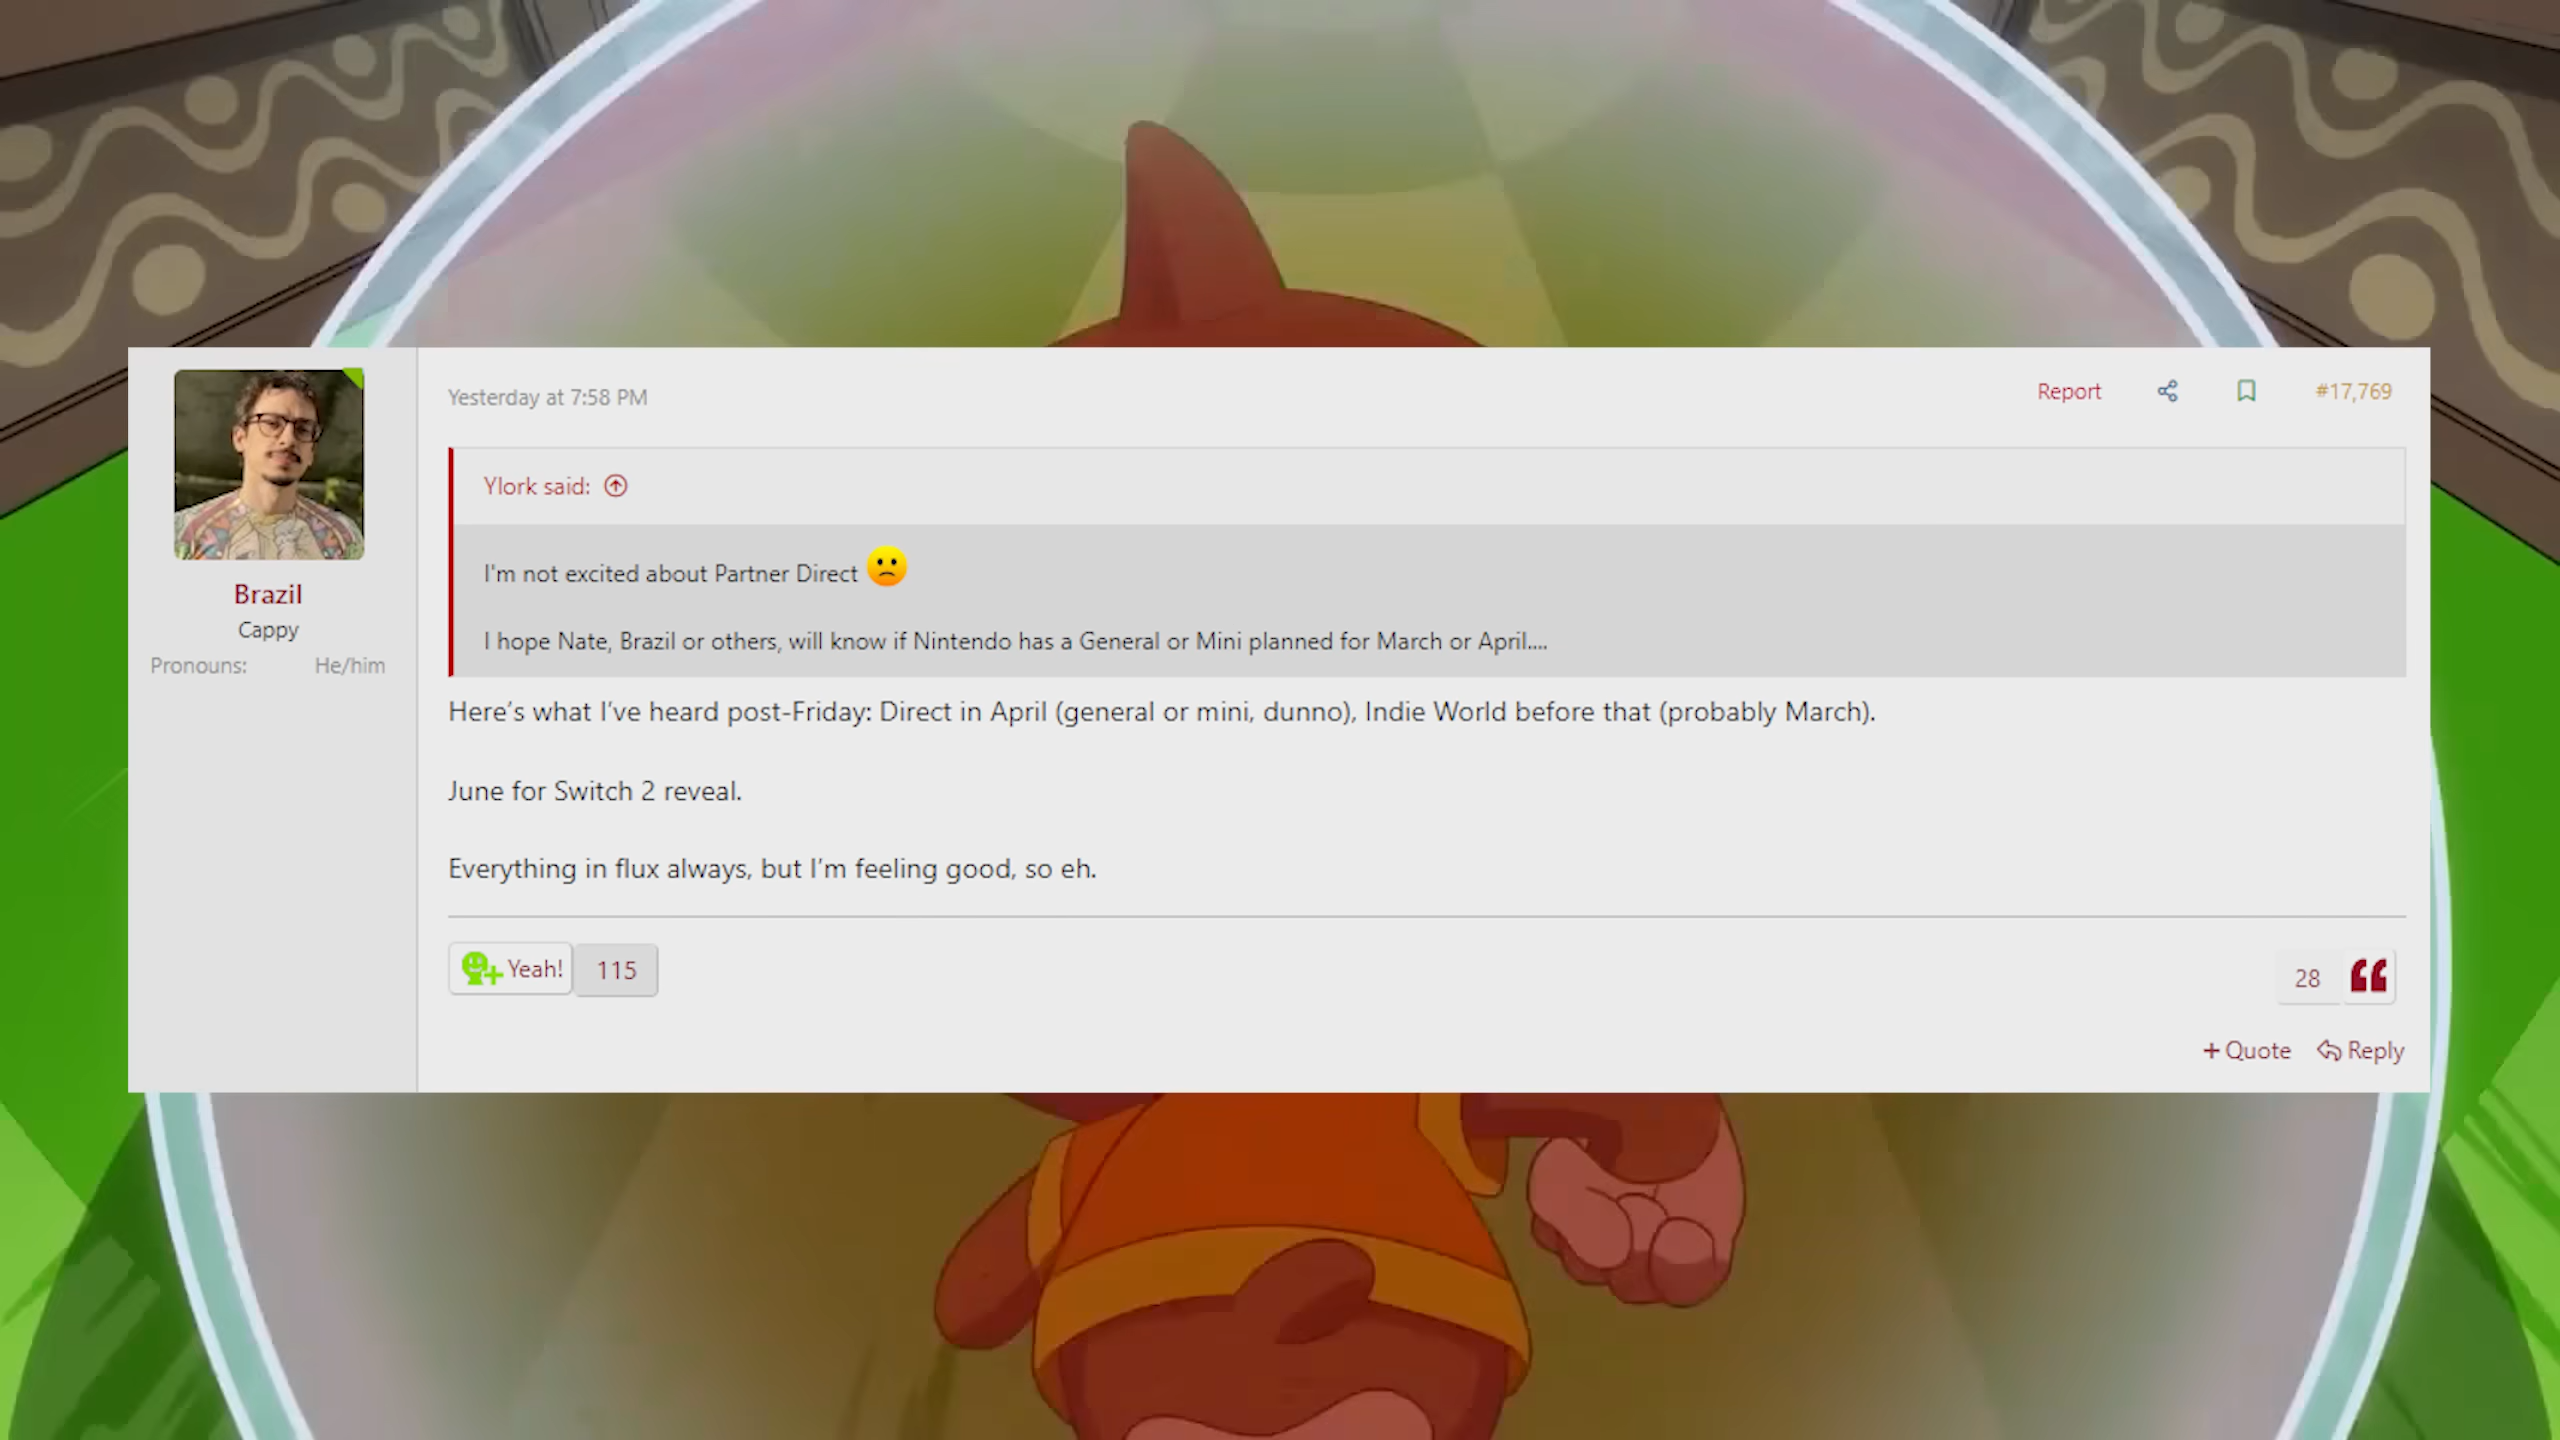 Yesterday at 7:58 PM
Report
#17,769
Brazil
Cappy
Pronouns: He/him
Ylork said:
I'm not excited about Partner Direct
I hope Nate, Brazil or others, will know if Nintendo has a General or Mini planned for March or April....
Here’s what I’ve heard post-Friday: Direct in April (general or mini, dunno), Indie World before that (probably March).
June for Switch 2 reveal.
Everything in flux always, but I’m feeling good, so eh.
Yeah! 115
28
+ Quote Reply